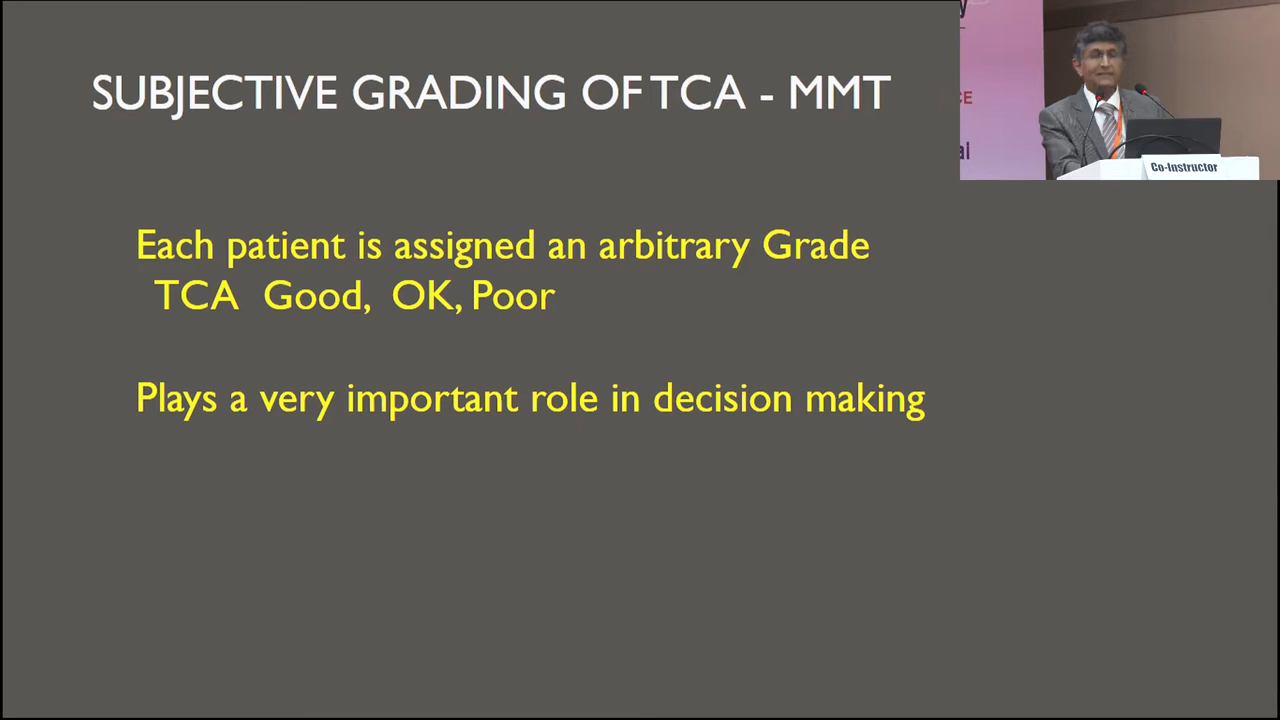 SUBJECTIVE GRADING OF TCA - MMT
Each patient is assigned an arbitrary Grade
TCA Good, OK, Poor
Plays a very important role in decision making
Co-Instructor